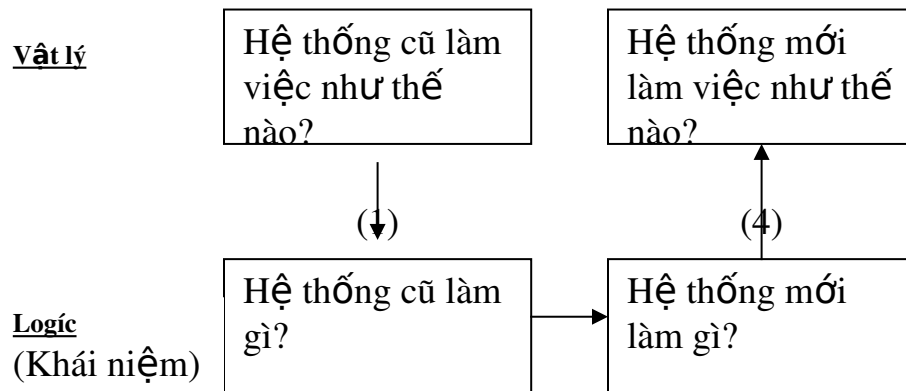 Vật lý
Hệ thống cũ làm
việc như thế
nào?
Hệ thống mới
làm việc như thế
nào?
(1)
(4)
Logíc
(Khái niệm)
Hệ thống cũ làm
gì?
Hệ thống mới
làm gì?